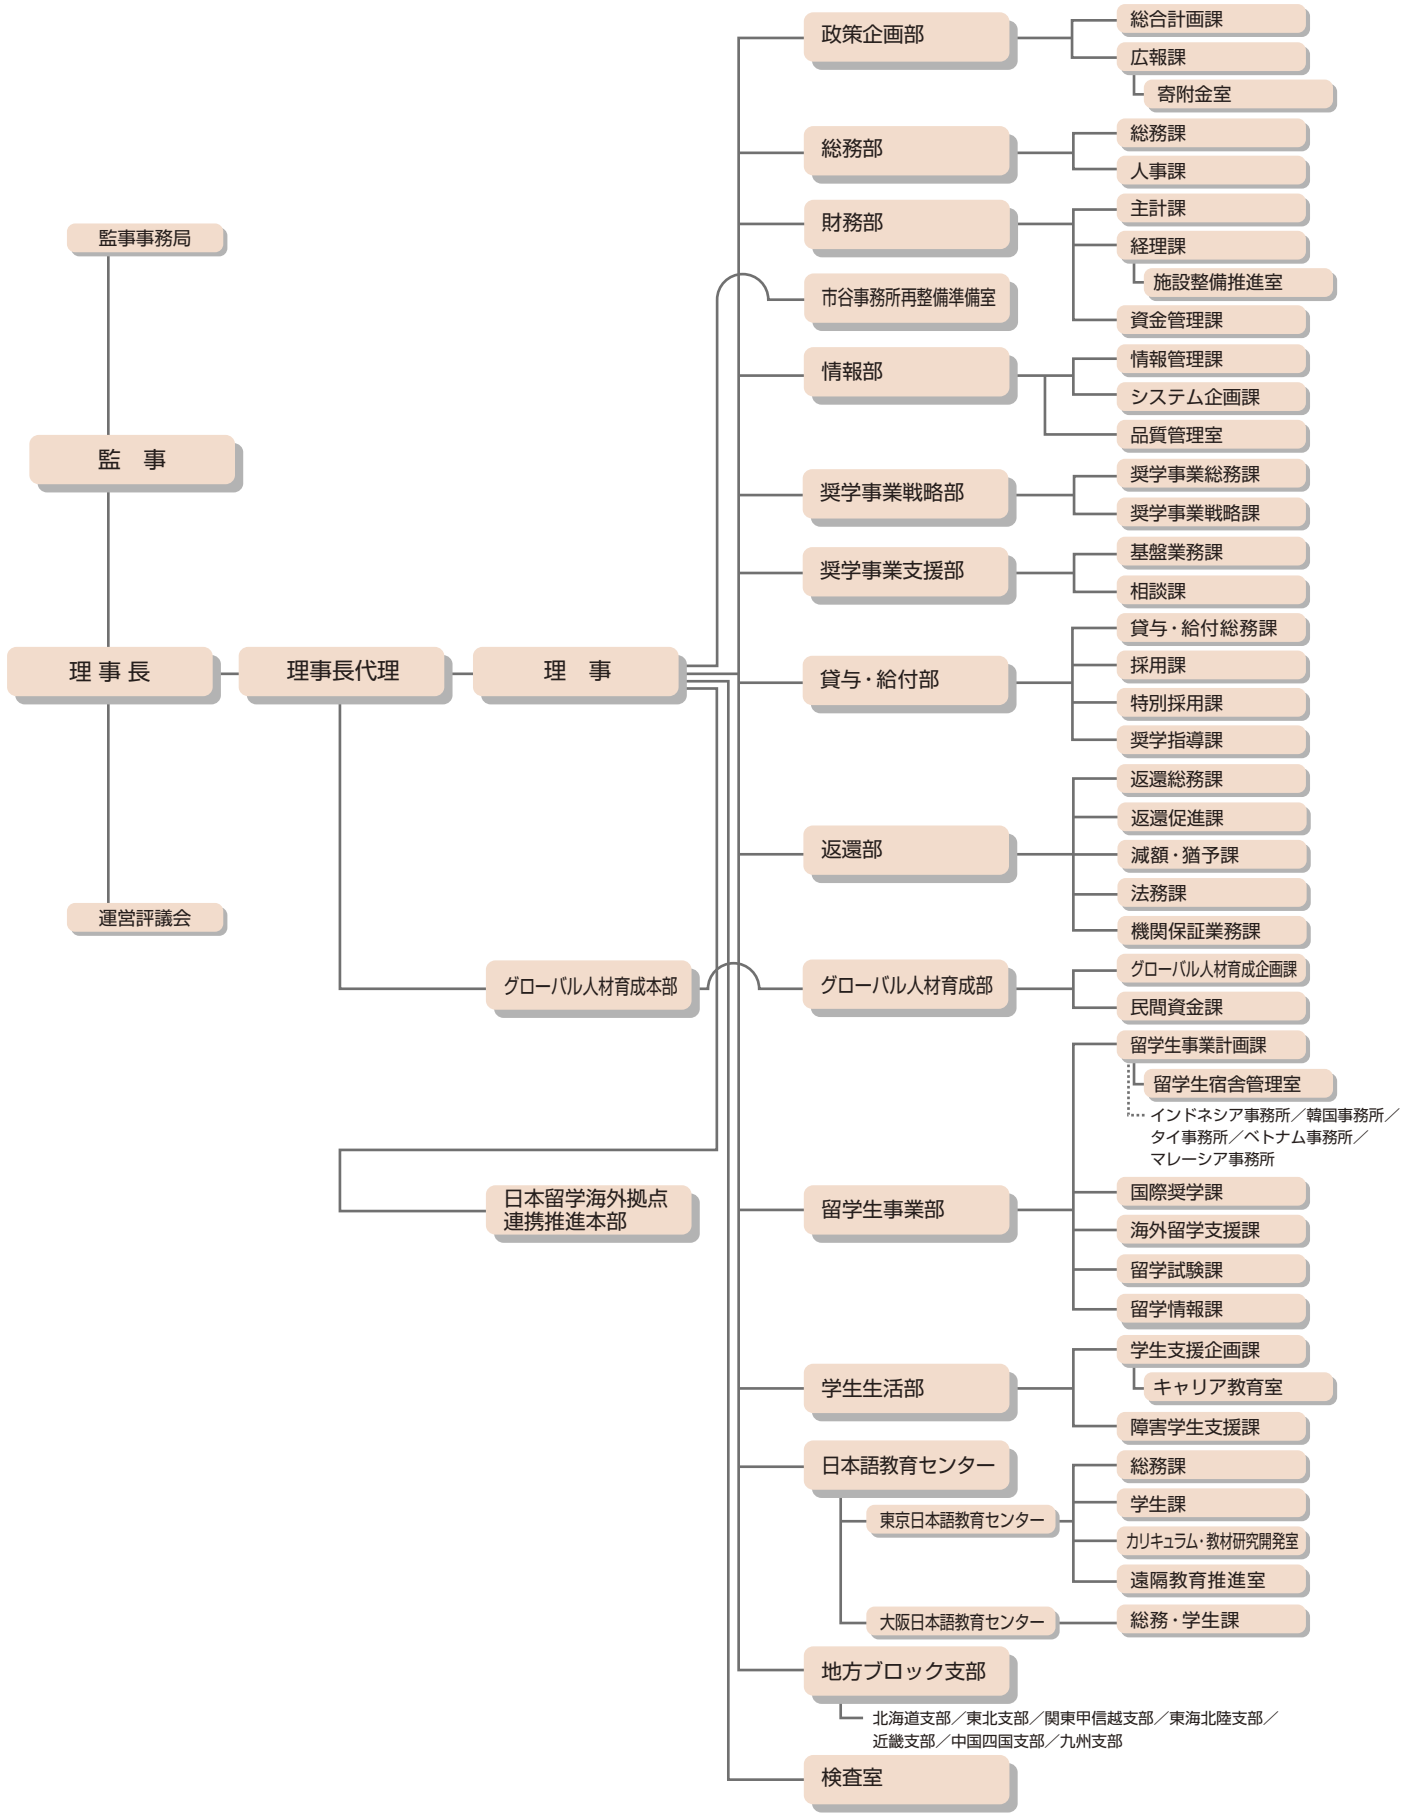 監事事務局
監　事
理 事 長
運営評議会
理事長代理
理　事
グローバル人材育成本部
日本留学海外拠点
連携推進本部
政策企画部
総合計画課
広報課
寄附金室
総務部
総務課
人事課
財務部
主計課
経理課
施設整備推進室
資金管理課
市谷事務所再整備準備室
情報部
情報管理課
システム企画課
品質管理室
奨学事業戦略部
奨学事業総務課
奨学事業戦略課
奨学事業支援部
基盤業務課
相談課
貸与・給付部
貸与・給付総務課
採用課
特別採用課
奨学指導課
返還部
返還総務課
返還促進課
減額・猶予課
法務課
機関保証業務課
グローバル人材育成部
グローバル人材育成企画課
民間資金課
留学生事業部
留学生事業計画課
留学生宿舎管理室
インドネシア事務所／韓国事務所／
タイ事務所／ベトナム事務所／
マレーシア事務所
国際奨学課
海外留学支援課
留学試験課
留学情報課
学生生活部
学生支援企画課
キャリア教育室
障害学生支援課
日本語教育センター
東京日本語教育センター
総務課
学生課
カリキュラム・教材研究開発室
遠隔教育推進室
大阪日本語教育センター
総務・学生課
地方ブロック支部
北海道支部／東北支部／関東甲信越支部／東海北陸支部／
近畿支部／中国四国支部／九州支部
検査室